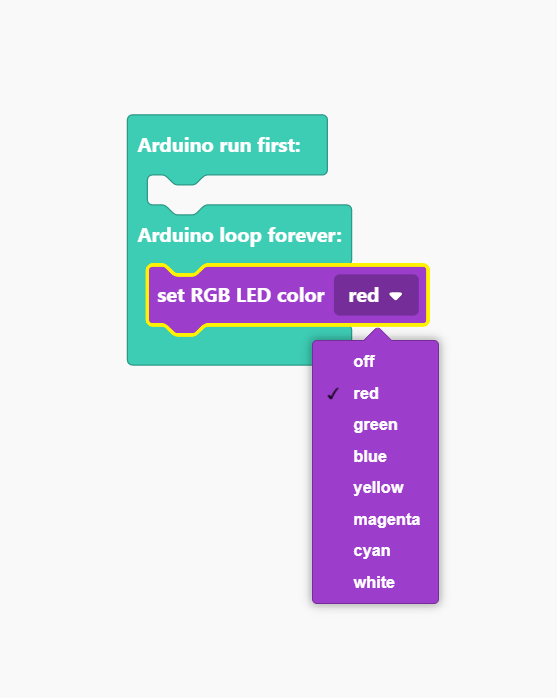 Arduino run first:
Arduino loop forever:
set RGB LED color red
off
red
green
blue
yellow
magenta
cyan
white